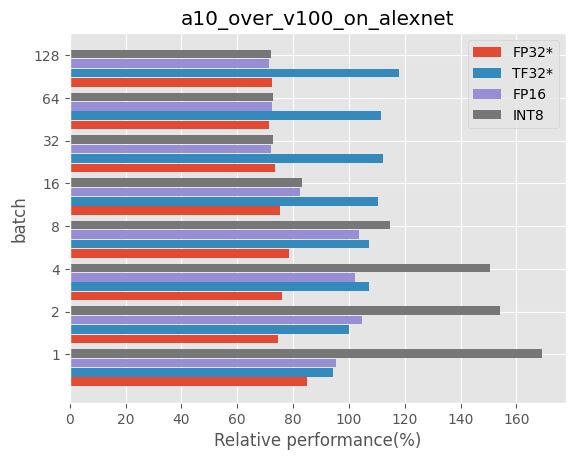 a10_over_v100_on_alexnet
FP32*
TF32*
FP16
INT8
batch
128
64
32
16
8
4
2
1
0
20
40
60
80
100
120
140
160
Relative performance(%)